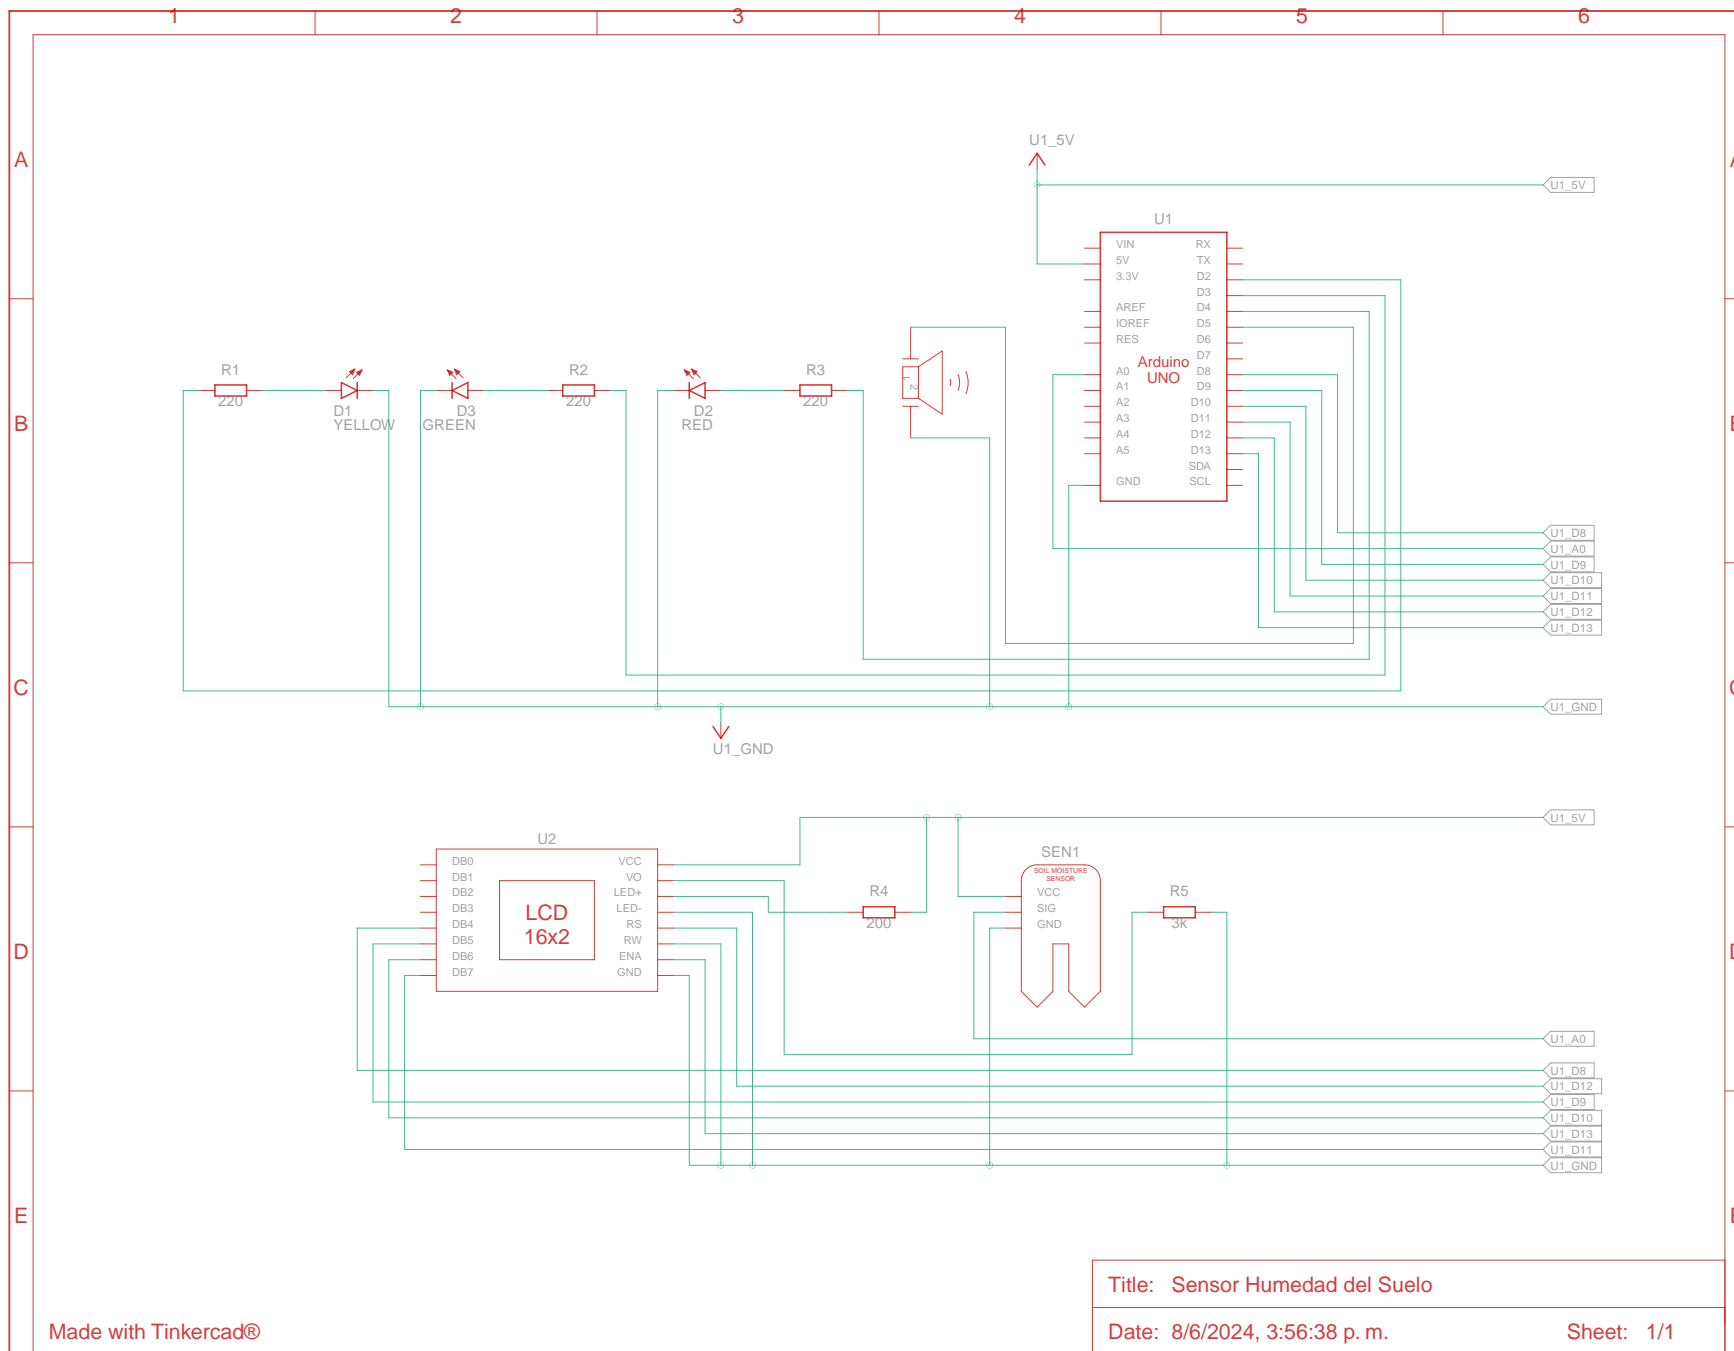 1 2 3 4 5 6
A
U1_5V
U1_5V
U1
VIN RX
5V TX
3.3V D2
D3
AREF D4
IOREF D5
RES D6
D7
Arduino
UNO
A0 D8
A1 D9
A2 D10
A3 D11
A4 D12
A5 D13
SDA
GND SCL
B
R1
220
D1
YELLOW
D3
GREEN
R2
220
D2
RED
R3
220
1
2
U1_D8
U1_A0
U1_D9
U1_D10
U1_D11
U1_D12
U1_D13
C
U1_GND
U1_GND
U1_5V
U2
DB0 VCC
DB1 VO
DB2 LED+
DB3 LED-
DB4 RS
DB5 RW
DB6 ENA
DB7 GND
LCD
16x2
R4
200
SEN1
SOIL MOISTURE
SENSOR
VCC
SIG
GND
R5
3k
D
U1_A0
U1_D8
U1_D12
U1_D9
U1_D10
U1_D13
U1_D11
U1_GND
E
Title: Sensor Humedad del Suelo
Made with Tinkercad®
Date: 8/6/2024, 3:56:38 p. m. Sheet: 1/1